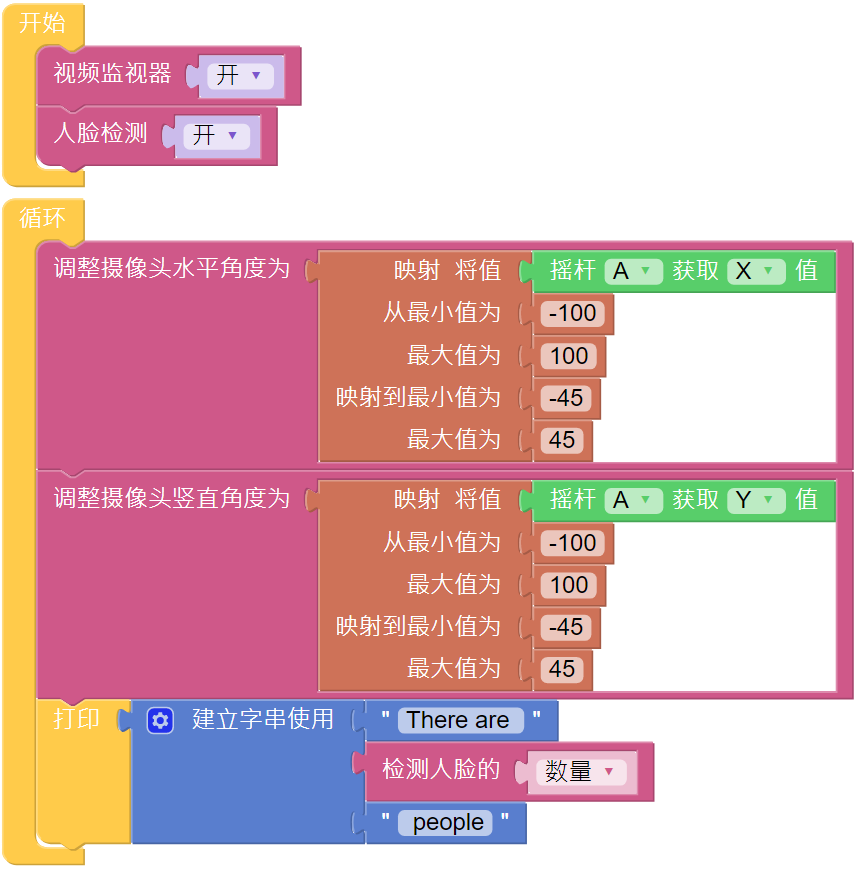 开始
视频监视器 开
人脸检测 开
循环
调整摄像头水平角度为 映射 将值 摇杆 A 获取 X 值
从最小值为 -100
最大值为 100
映射到最小值为 -45
最大值为 45
调整摄像头竖直角度为 映射 将值 摇杆 A 获取 Y 值
从最小值为 -100
最大值为 100
映射到最小值为 -45
最大值为 45
打印 建立字串使用 " There are "
检测人脸的 数量
" people "